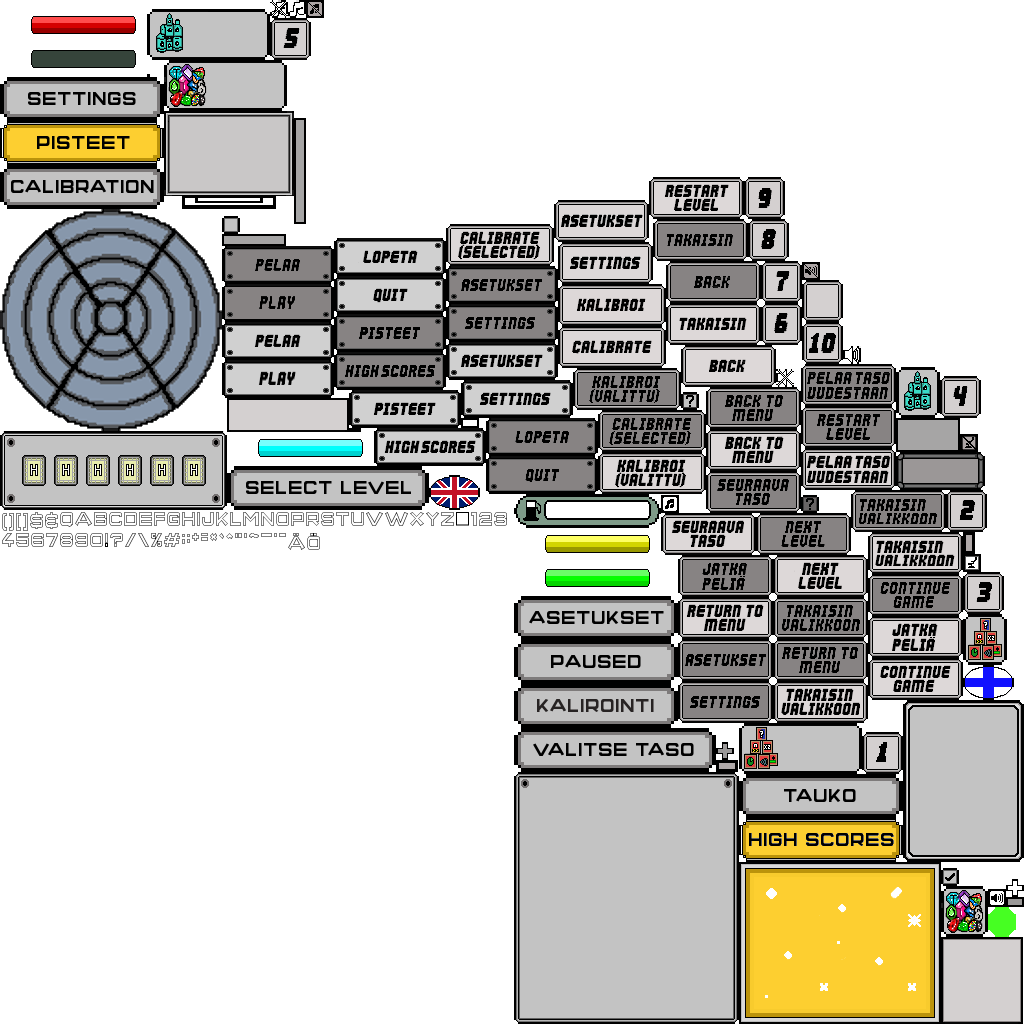 5
SETTINGS
PISTEET
CALIBRATION
RESTART
LEVEL
9
ASETUKSET
TAKAISIN
8
CALIBRATE
(SELECTED)
LOPETA
PELAA
SETTINGS
BACK
7
ASETUKSET
QUIT
PLAY
KALIBROI
TAKAISIN
6
SETTINGS
PISTEET
PELAA
CALIBRATE
10
ASETUKSET
HIGH SCORES
PLAY
BACK
PELAA TASO
UUDESTAAN
4
KALIBROI
(VALITTU)
?
SETTINGS
PISTEET
BACK TO
MENU
RESTART
LEVEL
CALIBRATE
(SELECTED)
LOPETA
HIGH SCORES
BACK TO
MENU
PELAA TASO
UUDESTAAN
KALIBROI
(VALITTU)
QUIT
H H H H H H
SELECT LEVEL
SEURAAVA
TASO
?
TAKAISIN
VALIKKOON
2
ABCDEFGHIJKLMNOPRSTUVWXYZ
SEURAAVA
TASO
NEXT
LEVEL
TAKAISIN
VALIKKOON
JATKA
PELIÄ
NEXT
LEVEL
CONTINUE
GAME
3
ASETUKSET
RETURN TO
MENU
TAKAISIN
VALIKKOON
JATKA
PELIÄ
PAUSED
ASETUKSET
RETURN TO
MENU
CONTINUE
GAME
KALIROINTI
SETTINGS
TAKAISIN
VALIKKOON
VALITSE TASO
1
TAUKO
HIGH SCORES